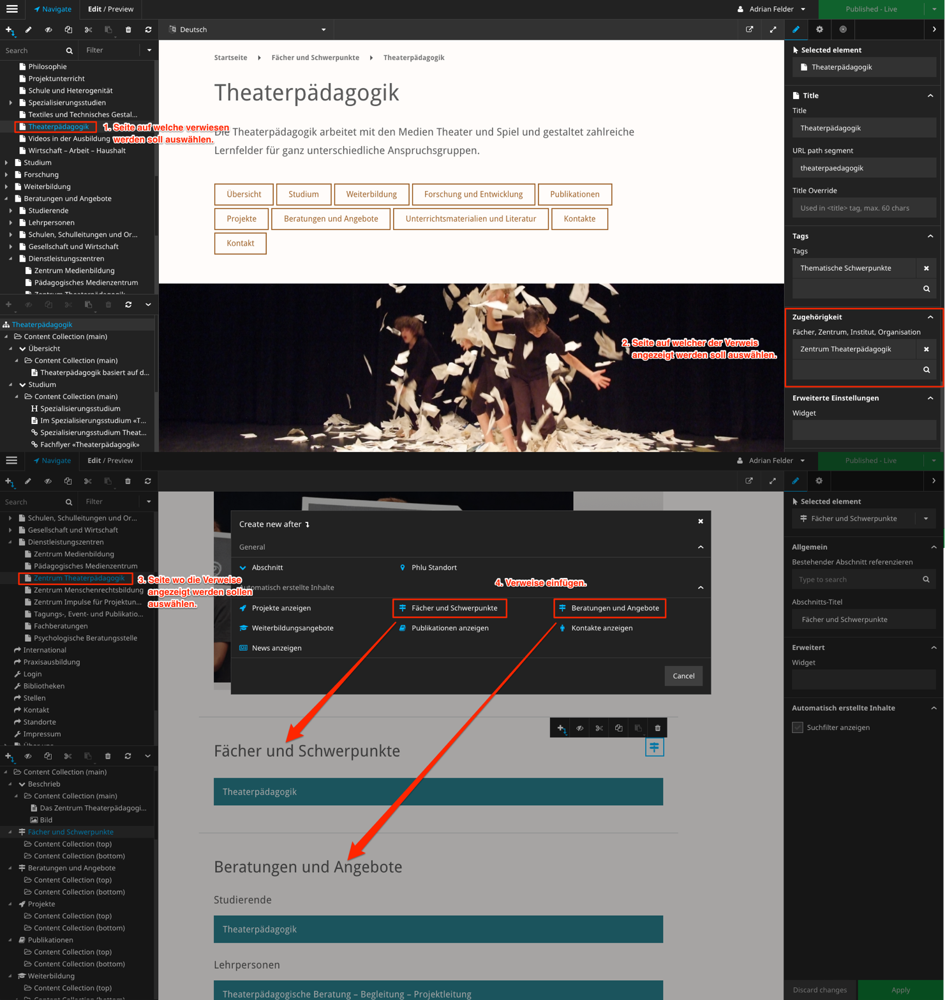 Navigate
Edit / Preview
Adrian Felder
Published - Live
Search
Filter
Deutsch
Philosophie
Projektunterricht
Schule und Heterogenität
Spezialisierungsstudien
Textiles und Technisches Gestal...
Theaterpädagogik
Videos in der Ausbildung
Wirtschaft – Arbeit – Haushalt
Studium
Forschung
Weiterbildung
Beratungen und Angebote
Studierende
Lehrpersonen
Schulen, Schulleitungen und Or...
Gesellschaft und Wirtschaft
Dienstleistungszentren
Zentrum Medienbildung
Pädagogisches Medienzentrum
Zentrum Theaterpädagogik
1. Seite auf welche verwiesen
werden soll auswählen.
Theaterpädagogik
Content Collection (main)
Übersicht
Content Collection (main)
Theaterpädagogik basiert auf d...
Studium
Content Collection (main)
Spezialisierungsstudium
Im Spezialisierungsstudium «T...
Spezialisierungsstudium Theat...
Fachflyer «Theaterpädagogik»
Startseite
Fächer und Schwerpunkte
Theaterpädagogik
Theaterpädagogik
Die Theaterpädagogik arbeitet mit den Medien Theater und Spiel und gestaltet zahlreiche
Lernfelder für ganz unterschiedliche Anspruchsgruppen.
Übersicht
Studium
Weiterbildung
Forschung und Entwicklung
Publikationen
Projekte
Beratungen und Angebote
Unterrichtsmaterialien und Literatur
Kontakte
Kontakt
2. Seite auf welcher der Verweis
angezeigt werden soll auswählen.
Selected element
Theaterpädagogik
Title
Title
Theaterpädagogik
URL path segment
theaterpaedagogik
Title Override
Used in <title> tag, max. 60 chars
Tags
Tags
Thematische Schwerpunkte
Zugehörigkeit
Fächer, Zentrum, Institut, Organisation
Zentrum Theaterpädagogik
Erweiterte Einstellungen
Widget
Navigate
Edit / Preview
Adrian Felder
Published - Live
Search
Filter
Schulen, Schulleitungen und Or...
Gesellschaft und Wirtschaft
Dienstleistungszentren
Zentrum Medienbildung
Pädagogisches Medienzentrum
Zentrum Theaterpädagogik
Zentrum Menschenrechtsbildung
Zentrum Impulse für Projektun...
Tagungs-, Event- und Publikatio...
Fachberatungen
Psychologische Beratungsstelle
International
Praxisausbildung
Login
Bibliotheken
Stellen
Kontakt
Standorte
Impressum
Über uns
3. Seite wo die Verweise
angezeigt werden sollen
auswählen.
Content Collection (main)
Beschrieb
Content Collection (main)
Das Zentrum Theaterpädagogi...
Bild
Fächer und Schwerpunkte
Content Collection (top)
Content Collection (bottom)
Beratungen und Angebote
Content Collection (top)
Content Collection (bottom)
Projekte
Content Collection (top)
Content Collection (bottom)
Publikationen
Content Collection (top)
Content Collection (bottom)
Weiterbildung
Content Collection (top)
Content Collection (bottom)
Create new after
General
Abschnitt
Phlu Standort
Automatisch erstellte Inhalte
4. Verweise einfügen.
Projekte anzeigen
Fächer und Schwerpunkte
Beratungen und Angebote
Weiterbildungsangebote
Publikationen anzeigen
Kontakte anzeigen
News anzeigen
Cancel
Fächer und Schwerpunkte
Theaterpädagogik
Beratungen und Angebote
Studierende
Theaterpädagogik
Lehrpersonen
Theaterpädagogische Beratung – Begleitung – Projektleitung
Selected element
Fächer und Schwerpunkte
Allgemein
Bestehender Abschnitt referenzieren
Type to search
Abschnitts-Titel
Fächer und Schwerpunkte
Erweitert
Widget
Automatisch erstellte Inhalte
Suchfilter anzeigen
Discard changes
Apply